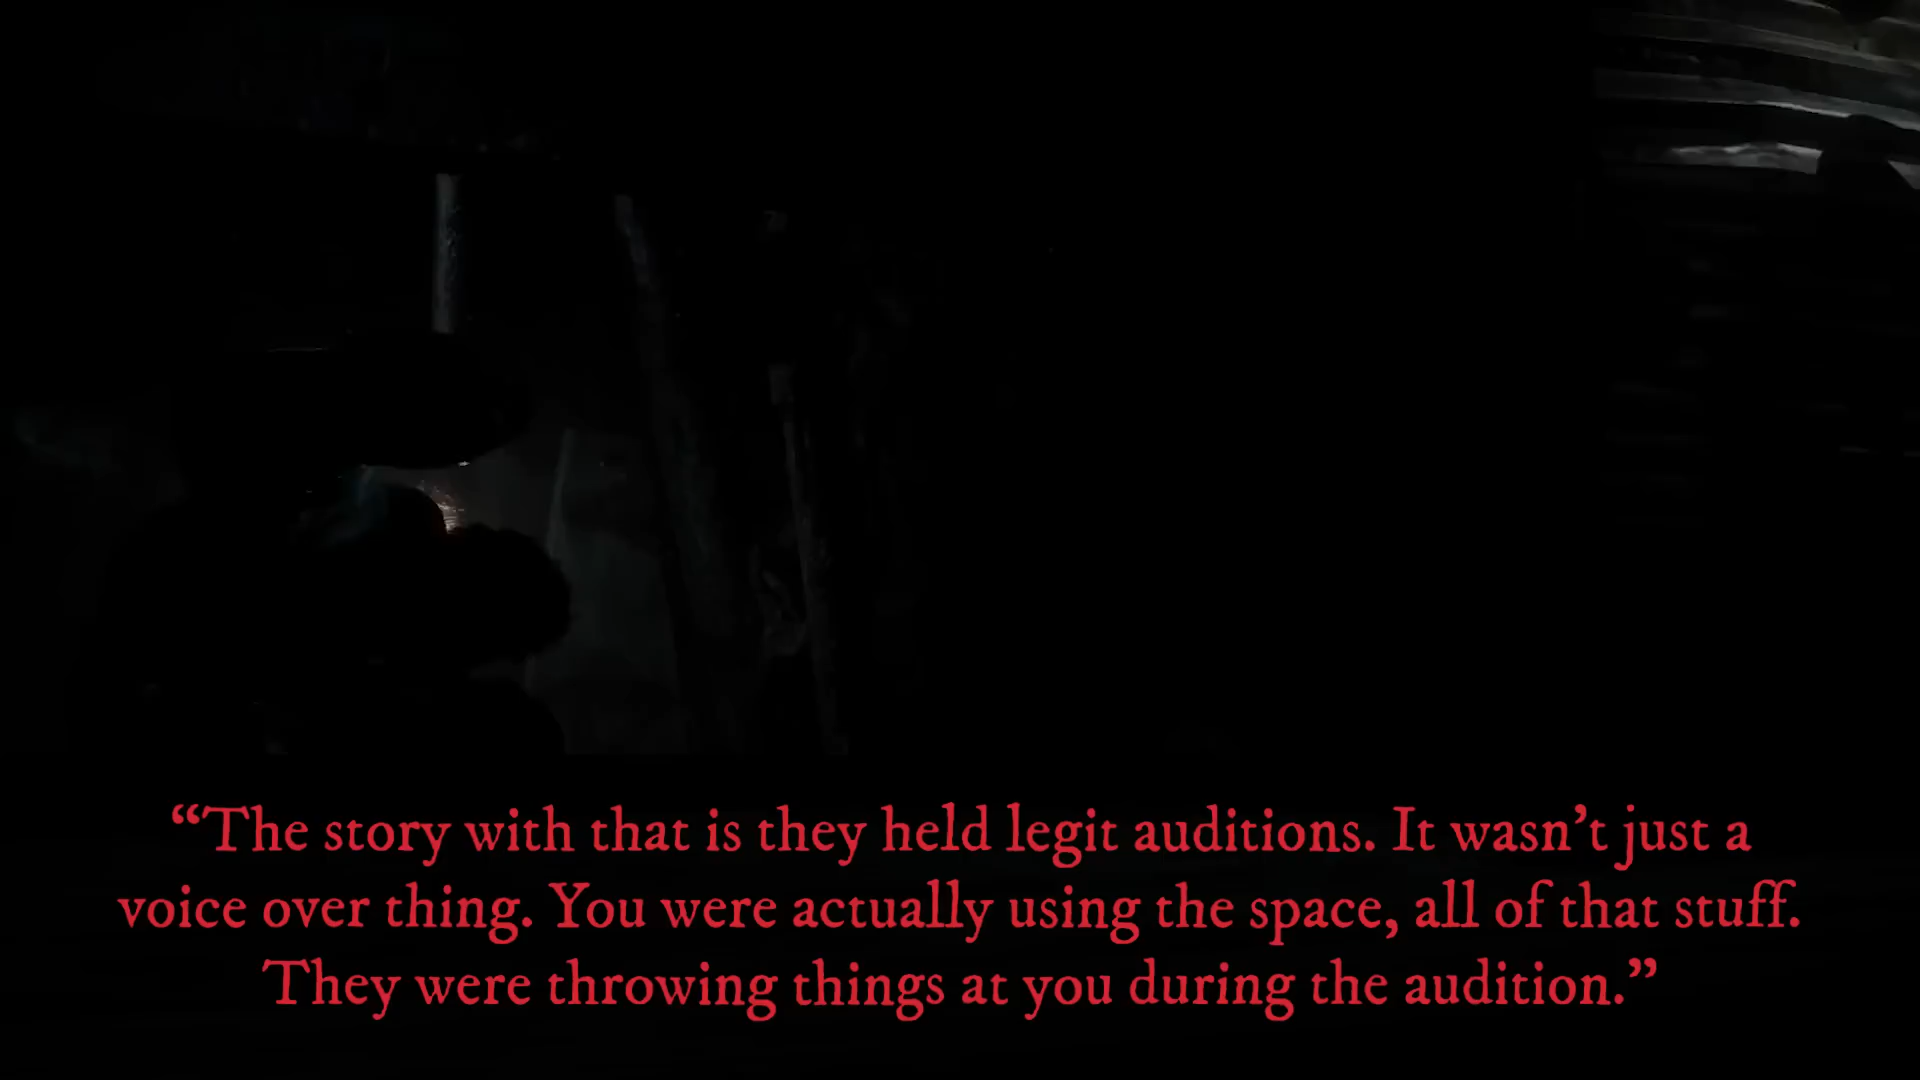 “The story with that is they held legit auditions. It wasn’t just a
voice over thing. You were actually using the space, all of that stuff.
They were throwing things at you during the audition.”